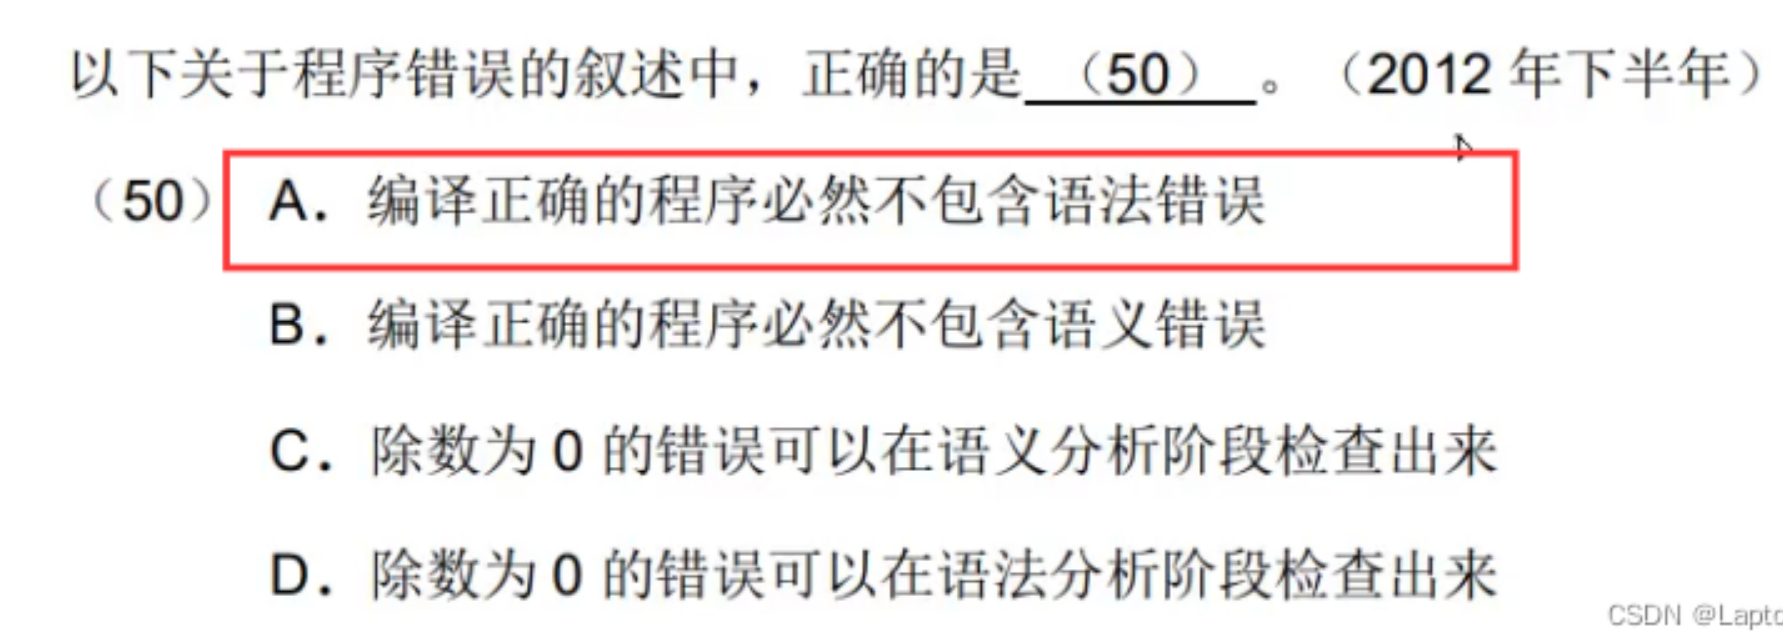 以下关于程序错误的叙述中，正确的是 （50） 。（2012 年下半年）
（50） A．编译正确的程序必然不包含语法错误
B．编译正确的程序必然不包含语义错误
C．除数为 0 的错误可以在语义分析阶段检查出来
D．除数为 0 的错误可以在语法分析阶段检查出来
CSDN @Laptc